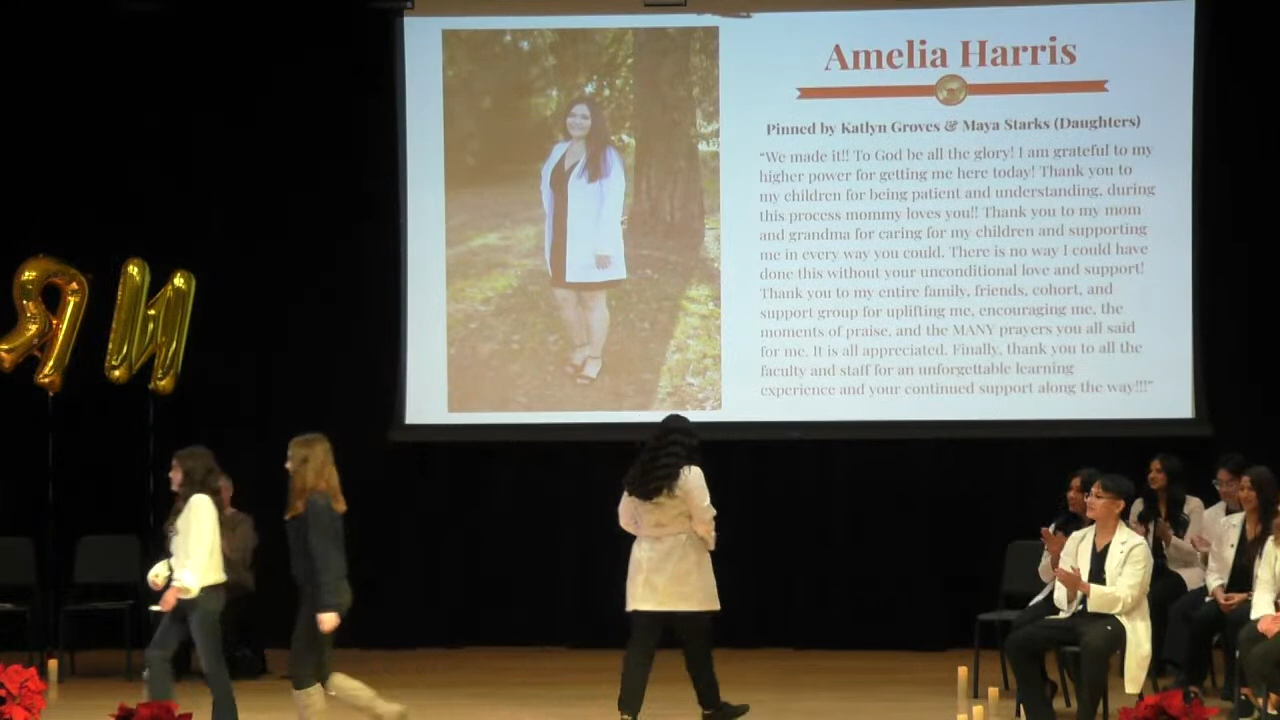 Amelia Harris
Pinned by Katlyn Groves & Maya Starks (Daughters)
“We made it!! To God be all the glory! I am grateful to my
higher power for getting me here today! Thank you to
my children for being patient and understanding, during
this process mommy loves you!! Thank you to my mom
and grandma for caring for my children and supporting
me in every way you could. There is no way I could have
done this without your unconditional love and support!
Thank you to my entire family, friends, cohort, and
support group for uplifting me, encouraging me, the
moments of praise, and the MANY prayers you all said
for me. It is all appreciated. Finally, thank you to all the
faculty and staff for an unforgettable learning
experience and your continued support along the way!!!”
R N